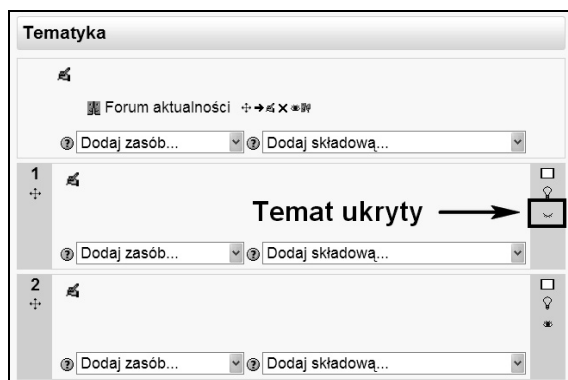 Tematyka
Forum aktualności
Dodaj zasób... Dodaj składową...
1
Temat ukryty
Dodaj zasób... Dodaj składową...
2
Dodaj zasób... Dodaj składową...